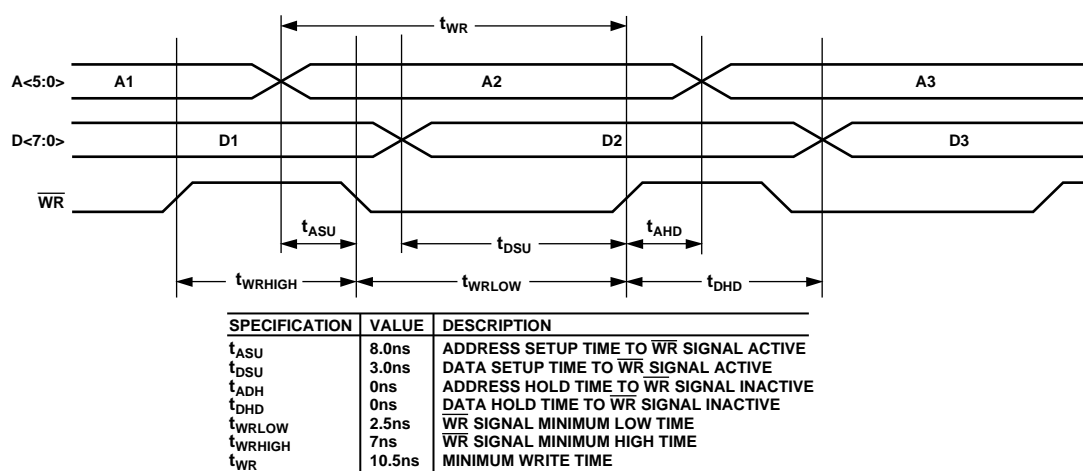 tWR
A<5:0> A1 A2 A3
D<7:0> D1 D2 D3
WR
tASU tDSU tAHD
tWRHIGH tWRLOW tDHD
SPECIFICATION VALUE DESCRIPTION
tASU 8.0ns ADDRESS SETUP TIME TO WR SIGNAL ACTIVE
tDSU 3.0ns DATA SETUP TIME TO WR SIGNAL ACTIVE
tADH 0ns ADDRESS HOLD TIME TO WR SIGNAL INACTIVE
tDHD 0ns DATA HOLD TIME TO WR SIGNAL INACTIVE
tWRLOW 2.5ns WR SIGNAL MINIMUM LOW TIME
tWRHIGH 7ns WR SIGNAL MINIMUM HIGH TIME
tWR 10.5ns MINIMUM WRITE TIME